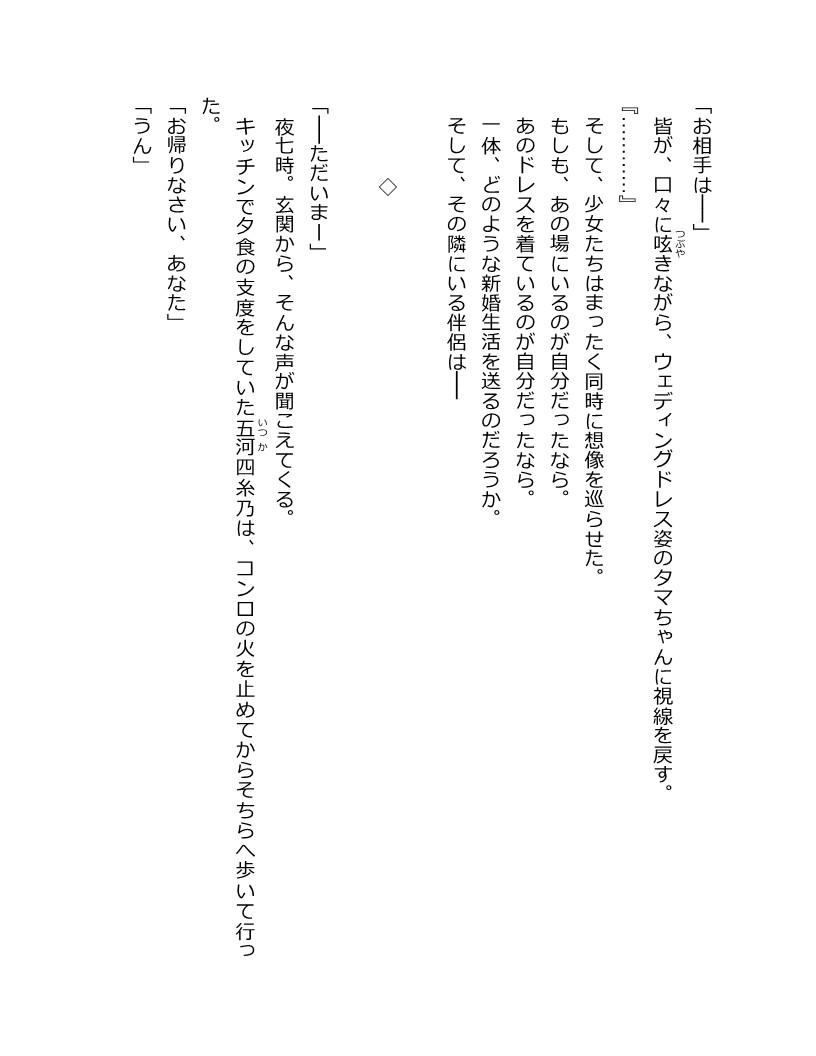 「お相手は――」
皆が、口々に呟きながら、ウェディングドレス姿のタマちゃんに視線を戻す。
つぶや
『…………』
そして、少女たちはまったく同時に想像を巡らせた。
もしも、あの場にいるのが自分だったなら。
あのドレスを着ているのが自分だったなら。
一体、どのような新婚生活を送るのだろうか。
そして、その隣にいる伴侶は――
◇
「――ただいまー」
夜七時。玄関から、そんな声が聞こえてくる。
キッチンで夕食の支度をしていた五河四糸乃は、コンロの火を止めてからそちらへ歩いて行っ
いつか
た。
「お帰りなさい、あなた」
「うん」